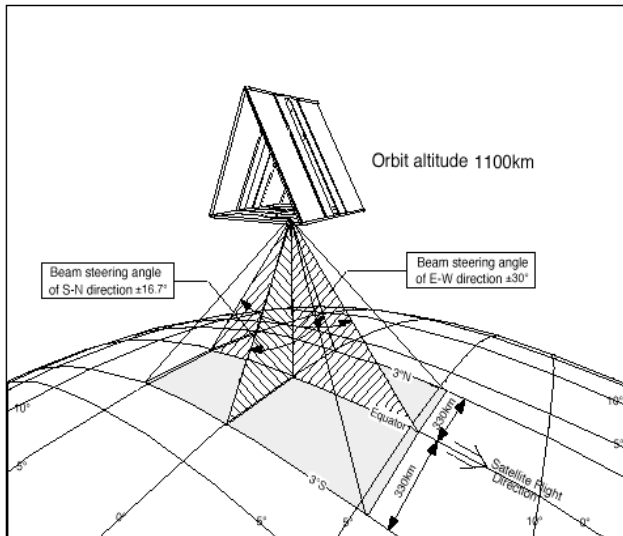 Orbit altitude 1100km
Beam steering angle
of S-N direction ±16.7°
Beam steering angle
of E-W direction ±30°
3°N
10°
10°
Equator
330km
5°
5°
330km
Satellite Flight
Direction
3°S
0°
5°
5°
10°
0°